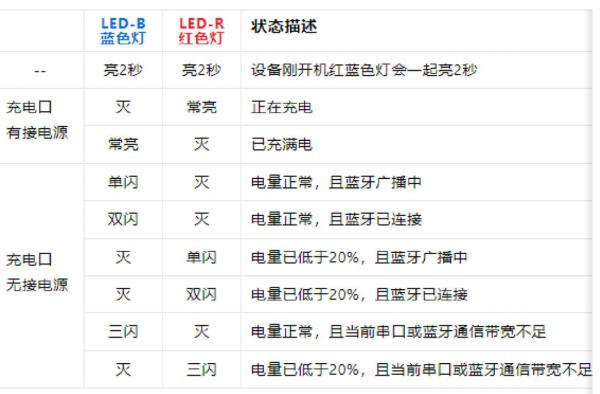 LED-B 蓝色灯 LED-R 红色灯 状态描述
-- 亮2秒 亮2秒 设备刚开机红蓝色灯会一起亮2秒
充电口 有接电源 灭 常亮 正在充电
常亮 灭 已充满电
充电口 无接电源 单闪 灭 电量正常，且蓝牙广播中
双闪 灭 电量正常，且蓝牙已连接
灭 单闪 电量已低于20%，且蓝牙广播中
灭 双闪 电量已低于20%，且蓝牙已连接
三闪 灭 电量正常，且当前串口或蓝牙通信带宽不足
灭 三闪 电量已低于20%，且当前串口或蓝牙通信带宽不足